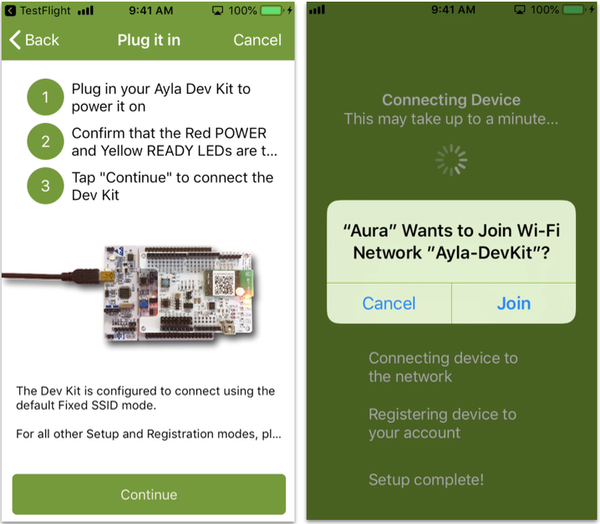 TestFlight 9:41 AM 100%
Back Plug it in Cancel
1 Plug in your Ayla Dev Kit to
power it on
2 Confirm that the Red POWER
and Yellow READY LEDs are t...
3 Tap "Continue" to connect the
Dev Kit
The Dev Kit is configured to connect using the
default Fixed SSID mode.
For all other Setup and Registration modes, pl...
Continue
9:41 AM 100%
Connecting Device
This may take up to a minute...
“Aura” Wants to Join Wi-Fi
Network “Ayla-DevKit”?
Cancel Join
Connecting device to
the network
Registering device to
your account
Setup complete!